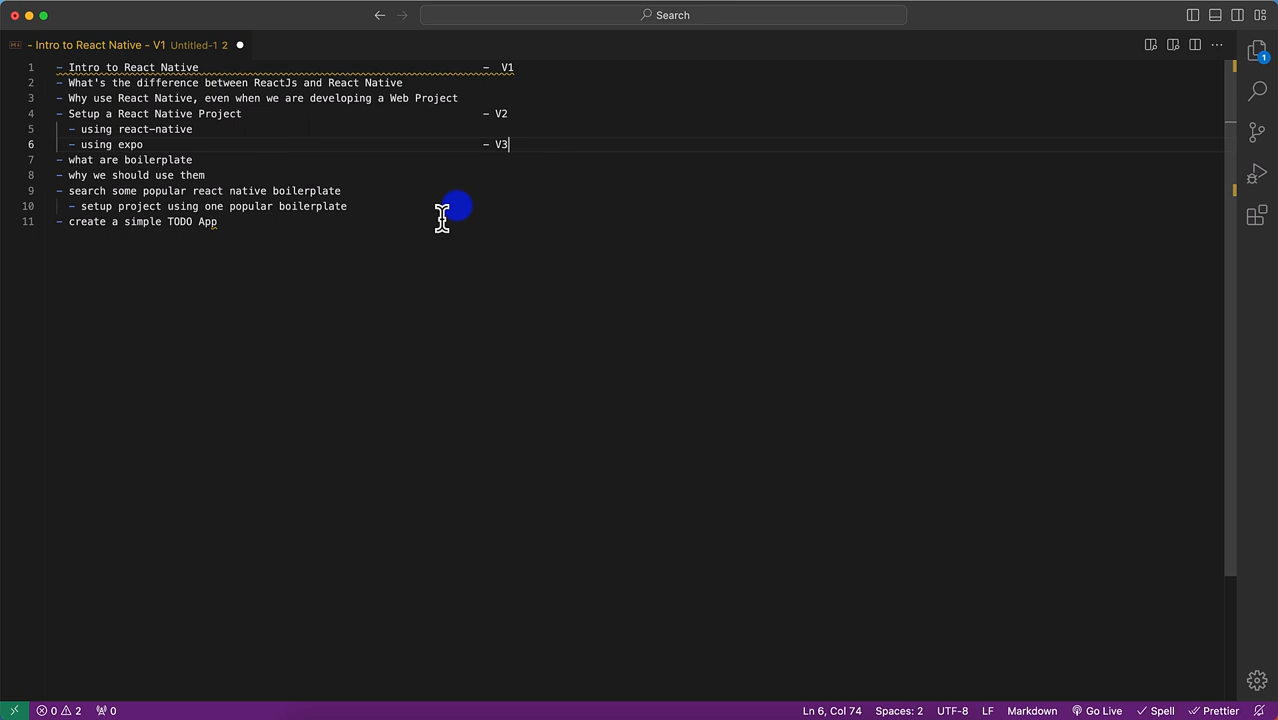 Search
- Intro to React Native - V1 Untitled-1 2
1 - Intro to React Native - V1
2 - What's the difference between ReactJs and React Native
3 - Why use React Native, even when we are developing a Web Project
4 - Setup a React Native Project - V2
5 - using react-native
6 - using expo - V3
7 - what are boilerplate
8 - why we should use them
9 - search some popular react native boilerplate
10 - setup project using one popular boilerplate
11 - create a simple TODO App
1
0 2 0 Ln 6, Col 74 Spaces: 2 UTF-8 LF Markdown Go Live Spell Prettier